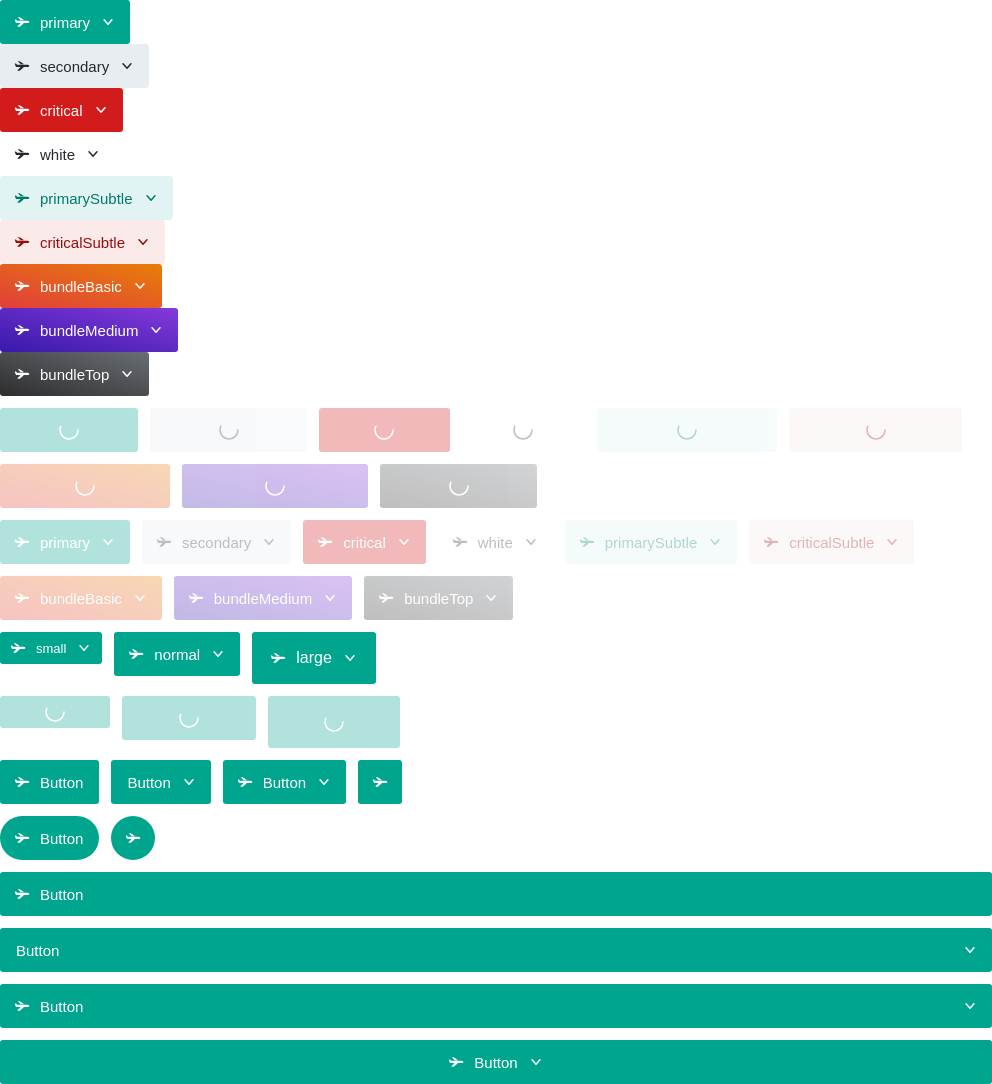 primary
secondary
critical
white
primarySubtle
criticalSubtle
bundleBasic
bundleMedium
bundleTop
primary secondary critical white primarySubtle criticalSubtle
bundleBasic bundleMedium bundleTop
small normal large
Button Button Button
Button
Button
Button
Button
Button